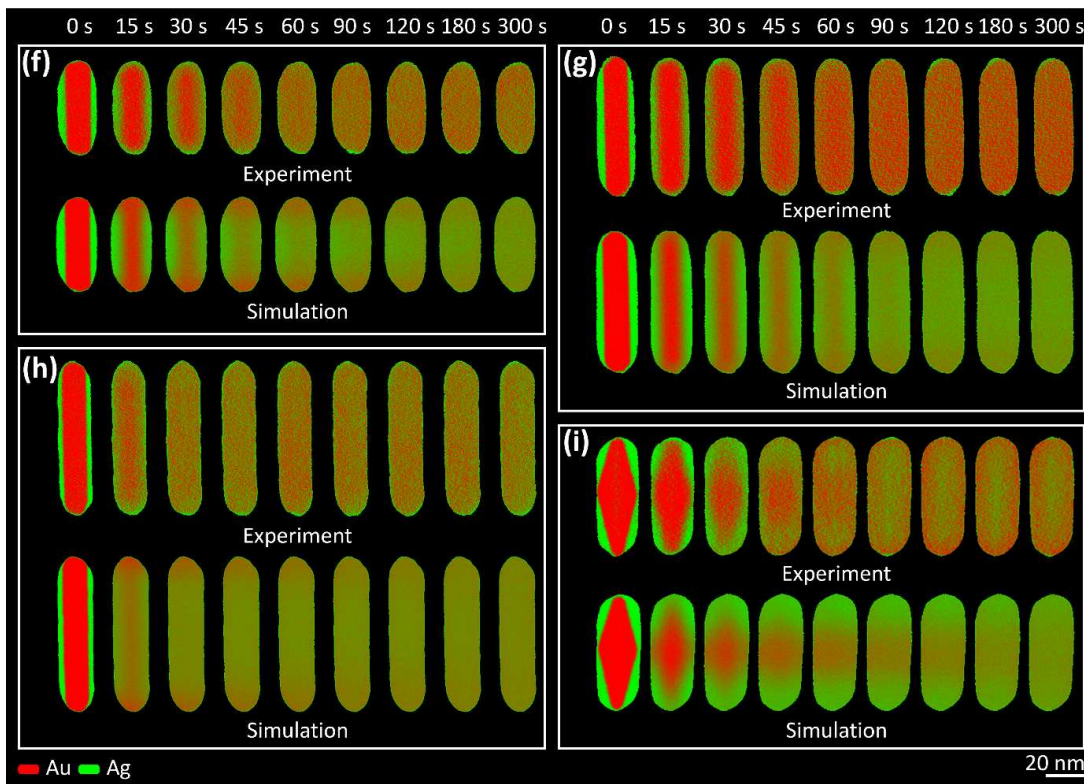 0 s 15 s 30 s 45 s 60 s 90 s 120 s 180 s 300 s
0 s 15 s 30 s 45 s 60 s 90 s 120 s 180 s 300 s
(f)
Experiment
Simulation
(g)
Experiment
Simulation
(h)
Experiment
Simulation
(i)
Experiment
Simulation
Au Ag
20 nm